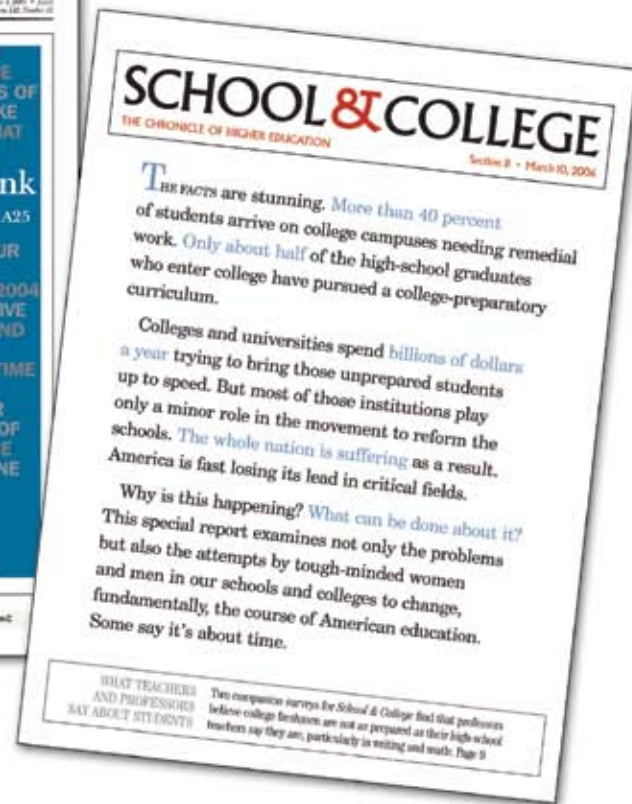 S OF
KE
nk
A25
UR
2004
IVE
ND
TIME
OF
E
NE
SCHOOL & COLLEGE
THE CHRONICLE OF HIGHER EDUCATION
Section B • March 10, 2006
THE FACTS are stunning. More than 40 percent
of students arrive on college campuses needing remedial
work. Only about half of the high-school graduates
who enter college have pursued a college-preparatory
curriculum.
Colleges and universities spend billions of dollars
a year trying to bring those unprepared students
up to speed. But most of those institutions play
only a minor role in the movement to reform the
schools. The whole nation is suffering as a result.
America is fast losing its lead in critical fields.
Why is this happening? What can be done about it?
This special report examines not only the problems
but also the attempts by tough-minded women
and men in our schools and colleges to change,
fundamentally, the course of American education.
Some say it's about time.
WHAT TEACHERS
AND PROFESSORS
SAY ABOUT STUDENTS
Two companion surveys for School & College find that professors
believe college freshmen are not as prepared as their high-school
teachers say they are, particularly in writing and math: Page 9